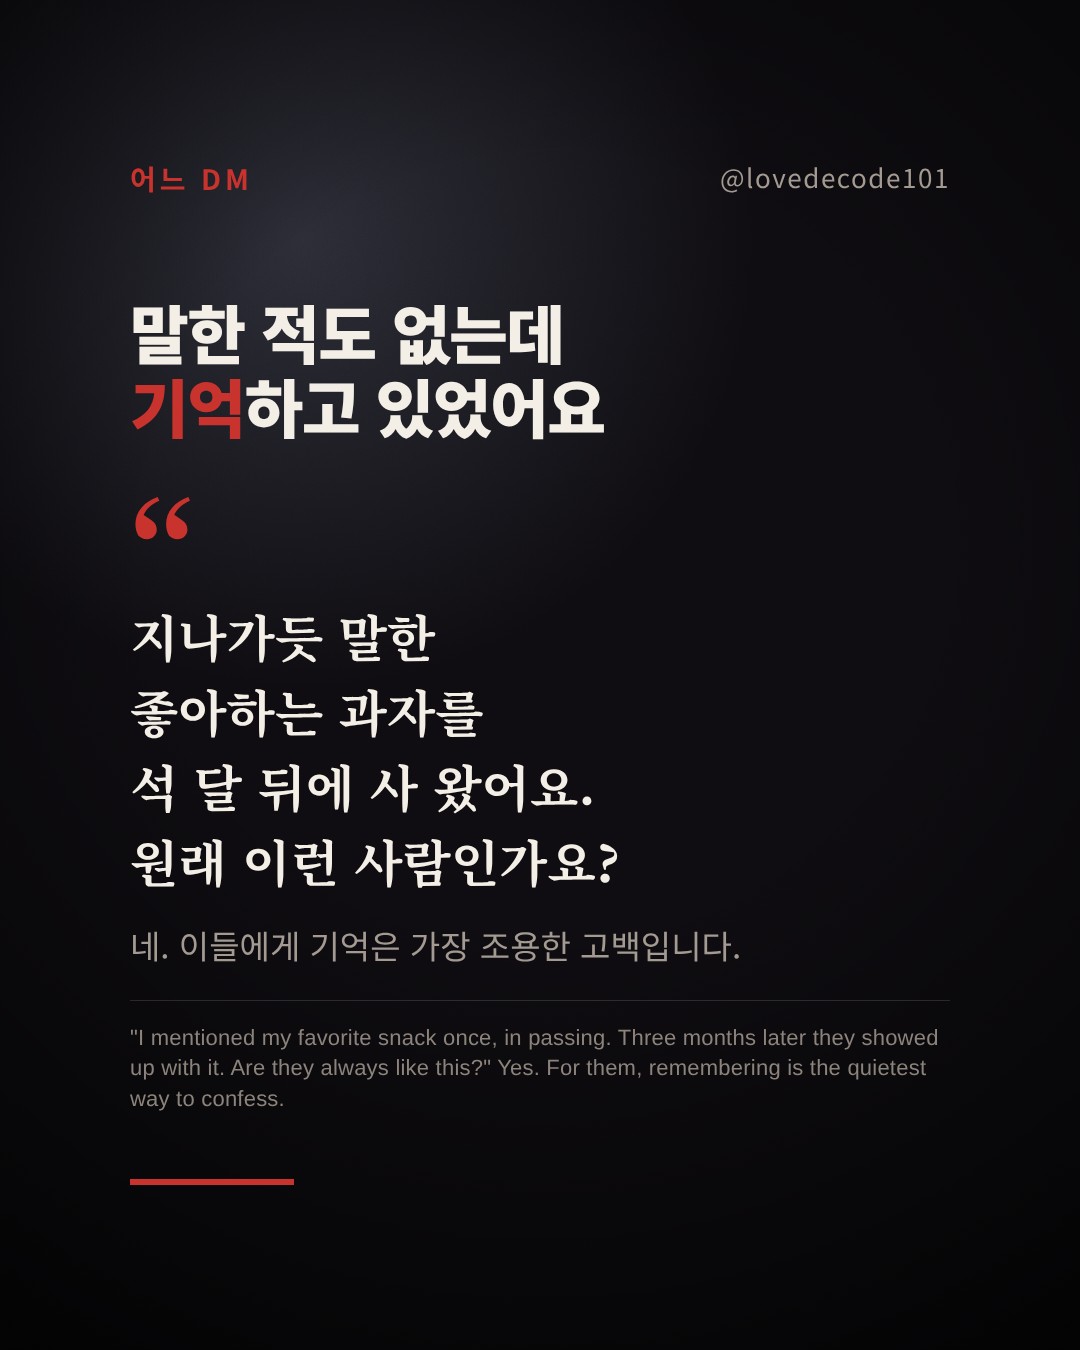 어느 DM
@lovedecode101
말한 적도 없는데
기억하고 있었어요
“
지나가듯 말한
좋아하는 과자를
석 달 뒤에 사 왔어요.
원래 이런 사람인가요?
네. 이들에게 기억은 가장 조용한 고백입니다.
"I mentioned my favorite snack once, in passing. Three months later they showed
up with it. Are they always like this?" Yes. For them, remembering is the quietest
way to confess.